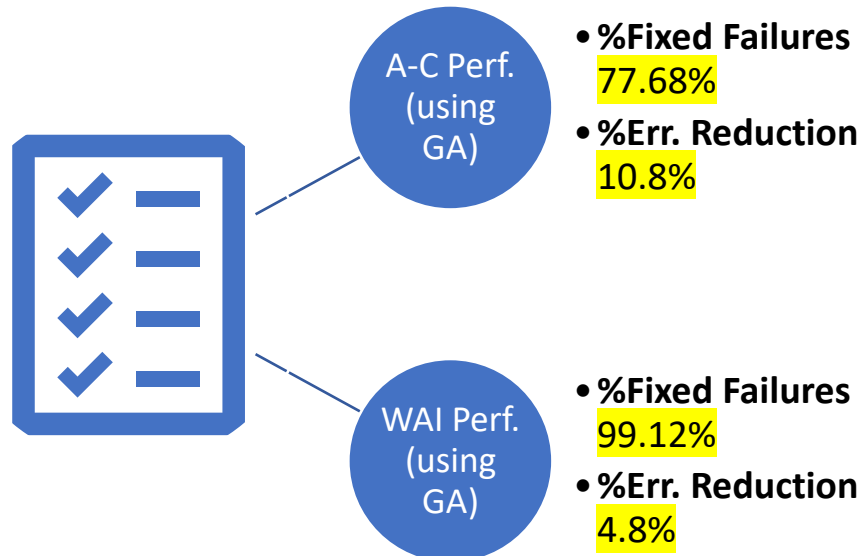 A-C Perf.
(using
GA)
• %Fixed Failures
77.68%
• %Err. Reduction
10.8%
WAI Perf.
(using
GA)
• %Fixed Failures
99.12%
• %Err. Reduction
4.8%